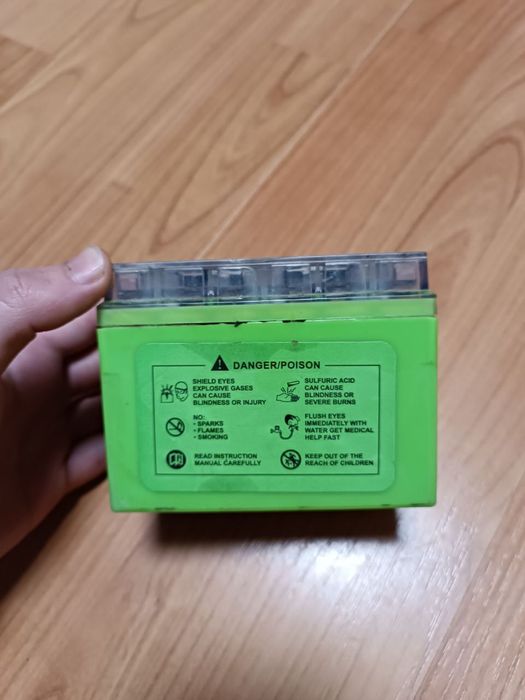 DANGER/POISON
SHIELD EYES
EXPLOSIVE GASES
CAN CAUSE
BLINDNESS OR INJURY
SULFURIC ACID
CAN CAUSE
BLINDNESS OR
SEVERE BURNS
NO:
- SPARKS
- FLAMES
- SMOKING
FLUSH EYES
IMMEDIATELY WITH
WATER GET MEDICAL
HELP FAST
READ INSTRUCTION
MANUAL CAREFULLY
KEEP OUT OF THE
REACH OF CHILDREN